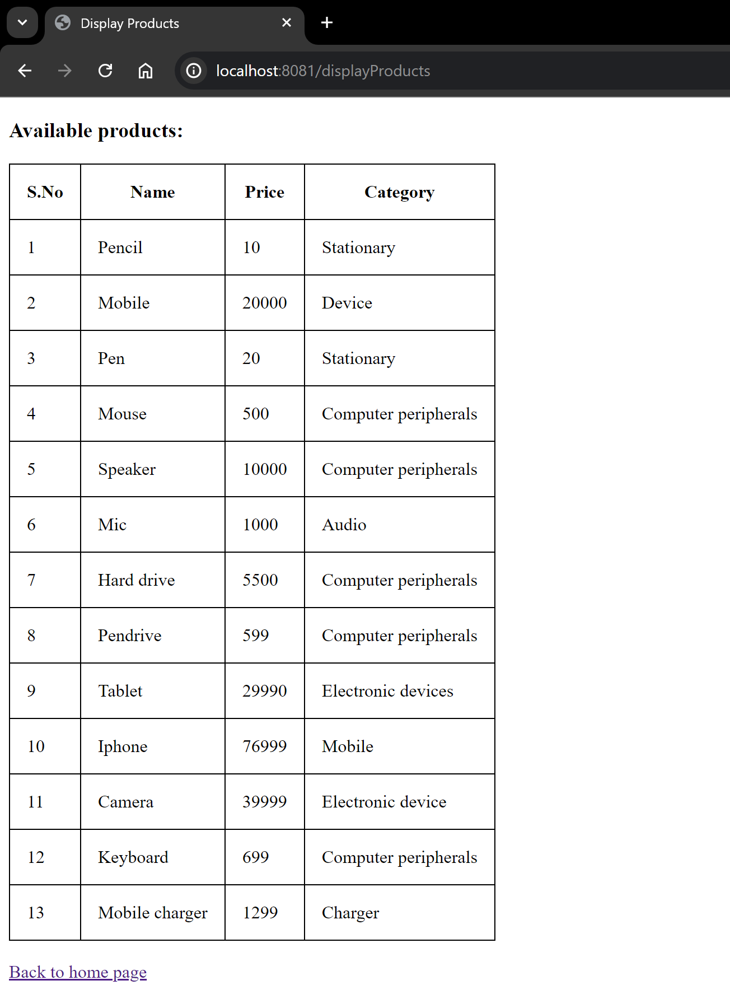 Display Products
localhost:8081/displayProducts
Available products:
S.No Name Price Category
1 Pencil 10 Stationary
2 Mobile 20000 Device
3 Pen 20 Stationary
4 Mouse 500 Computer peripherals
5 Speaker 10000 Computer peripherals
6 Mic 1000 Audio
7 Hard drive 5500 Computer peripherals
8 Pendrive 599 Computer peripherals
9 Tablet 29990 Electronic devices
10 Iphone 76999 Mobile
11 Camera 39999 Electronic device
12 Keyboard 699 Computer peripherals
13 Mobile charger 1299 Charger
Back to home page